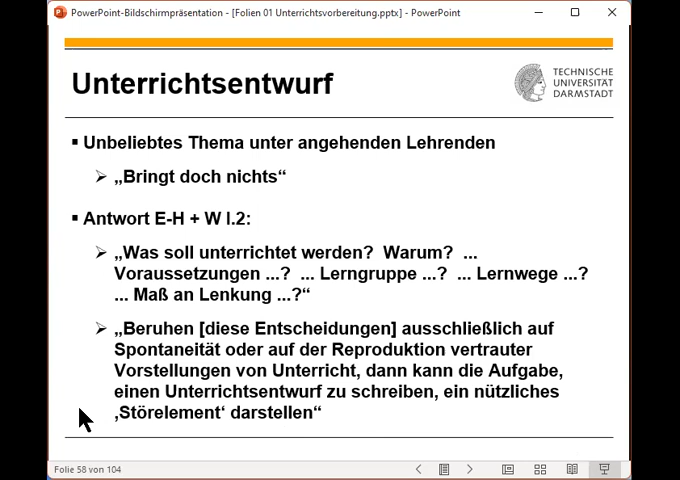 PowerPoint-Bildschirmpräsentation - [Folien 01 Unterrichtsvorbereitung.pptx] - PowerPoint
Unterrichtsentwurf
TECHNISCHE
UNIVERSITÄT
DARMSTADT
▪ Unbeliebtes Thema unter angehenden Lehrenden
➢ „Bringt doch nichts“
▪ Antwort E-H + W I.2:
➢ „Was soll unterrichtet werden? Warum? ...
Voraussetzungen ...? ... Lerngruppe ...? ... Lernwege ...?
... Maß an Lenkung ...?“
➢ „Beruhen [diese Entscheidungen] ausschließlich auf
Spontaneität oder auf der Reproduktion vertrauter
Vorstellungen von Unterricht, dann kann die Aufgabe,
einen Unterrichtsentwurf zu schreiben, ein nützliches
‚Störelement‘ darstellen“
Folie 58 von 104